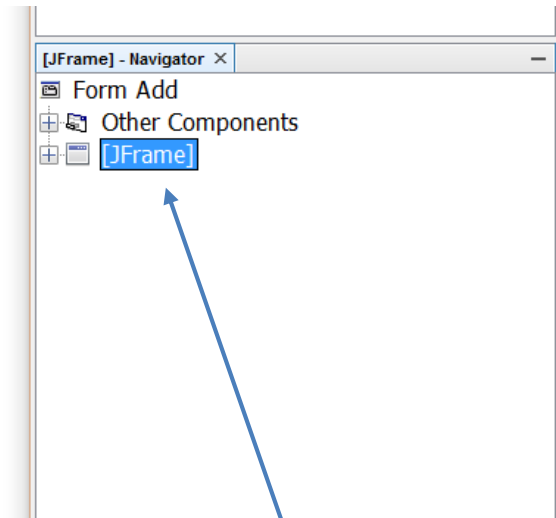 [JFrame] - Navigator ×
Form Add
Other Components
[JFrame]